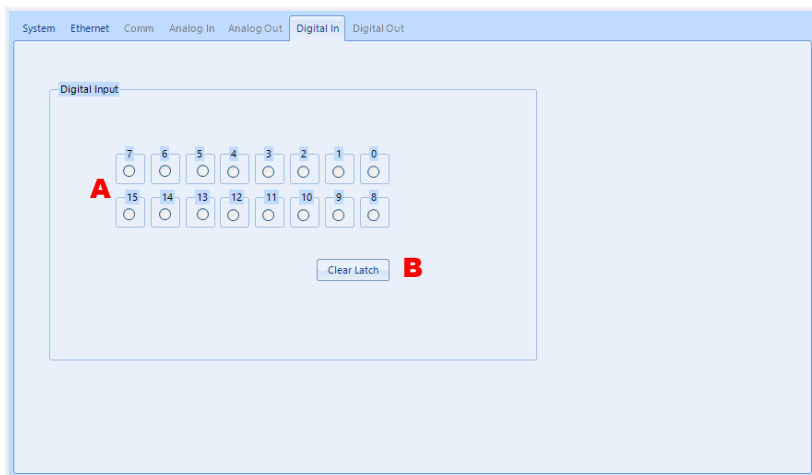 System Ethernet Comm Analog In Analog Out Digital In Digital Out
Digital Input
7 6 5 4 3 2 1 0
A
15 14 13 12 11 10 9 8
Clear Latch B